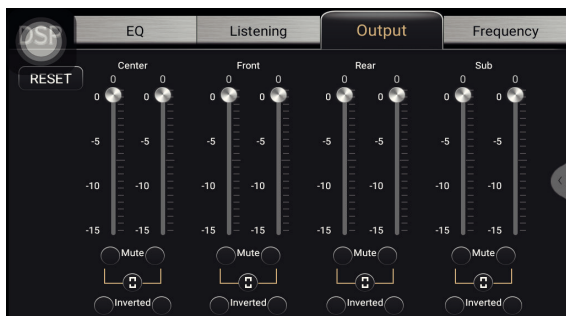 DSP EQ Listening Output Frequency
RESET
Center Front Rear Sub
0 0 0 0 0 0 0 0
0 0 0 0 0 0 0 0
-5 -5 -5 -5 -5 -5 -5 -5
-10 -10 -10 -10 -10 -10 -10 -10
-15 -15 -15 -15 -15 -15 -15 -15
Mute Mute Mute Mute
Inverted Inverted Inverted Inverted